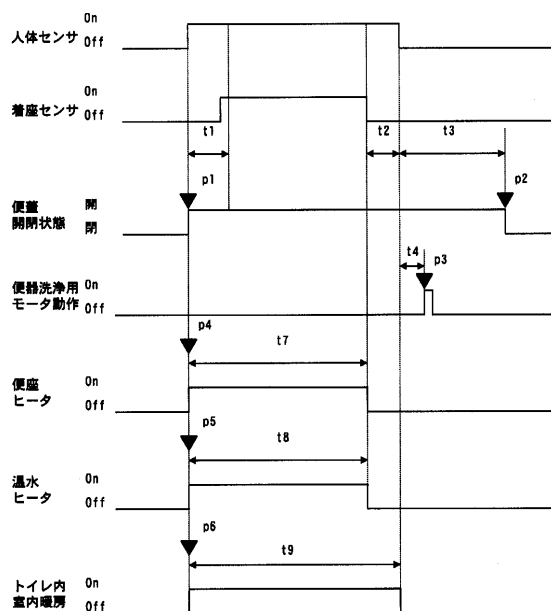 On
人体センサ
Off
On
着座センサ
Off
t1
t2
t3
p1
p2
便蓋
開閉状態
開
閉
t4
p3
便器洗浄用
モータ動作
On
Off
p4
t7
便座
ヒータ
On
Off
p5
t8
温水
ヒータ
On
Off
p6
t9
トイレ内
室内暖房
On
Off